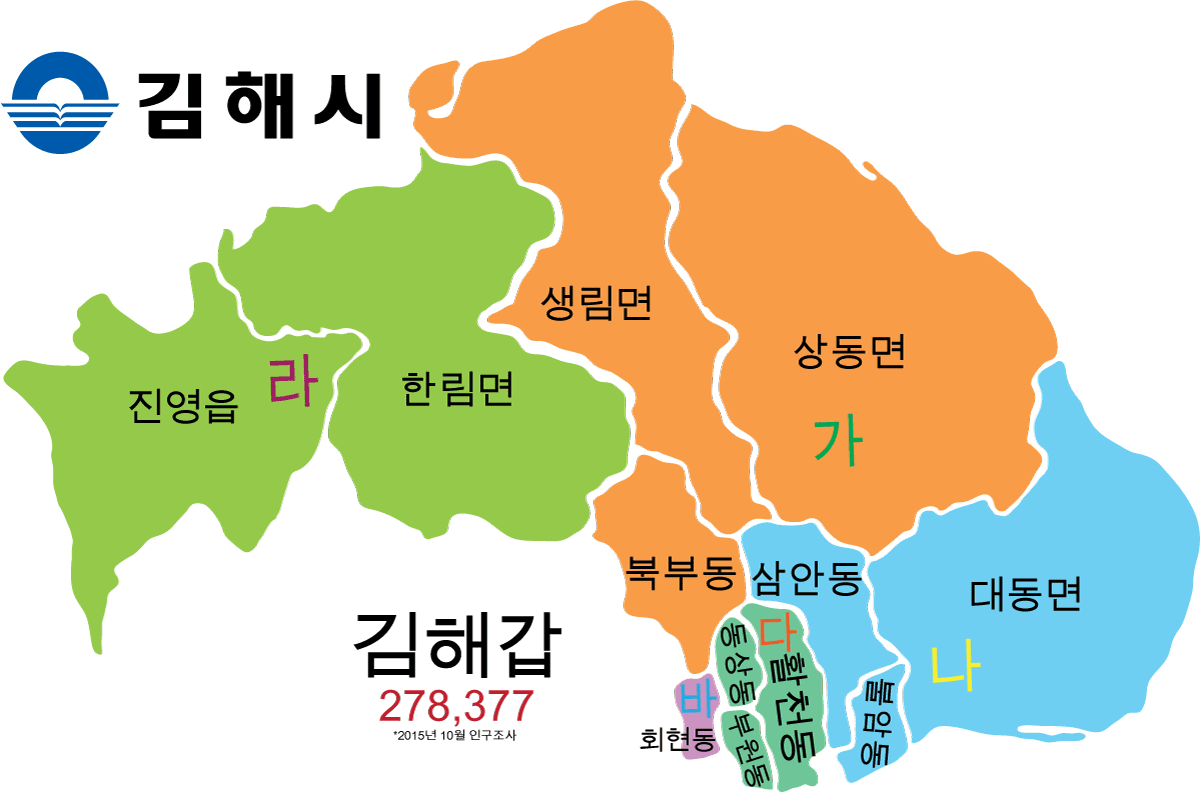 김해시
생림면
상동면
라
진영읍
한림면
가
북부동
삼안동
대동면
김해갑
278,377
*2015년 10월 인구조사
다
동상동
활천동
나
바
불암동
회현동
부원동